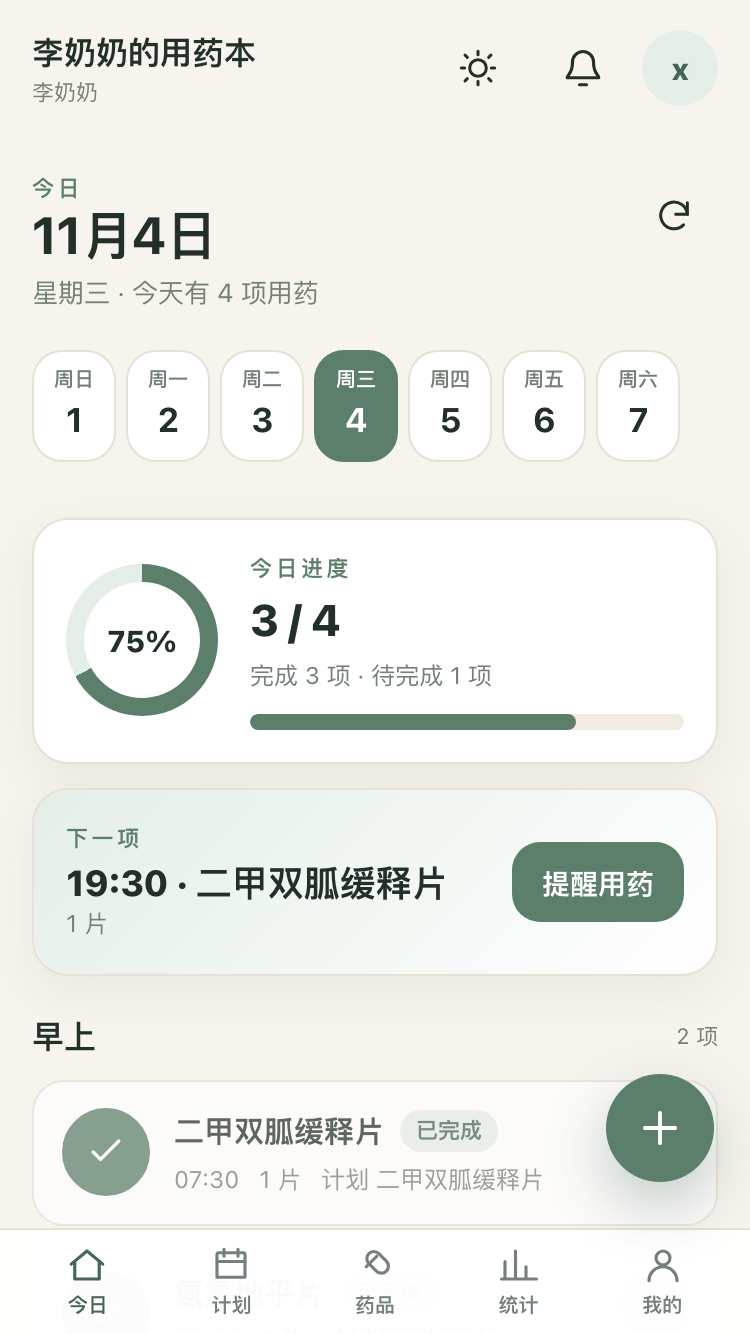 李奶奶的用药本
李奶奶
x
今日
11月4日
星期三 · 今天有 4 项用药
周日 周一 周二 周三 周四 周五 周六
1 2 3 4 5 6 7
75%
今日进度
3 / 4
完成 3 项 · 待完成 1 项
下一项
19:30 · 二甲双胍缓释片
1 片
提醒用药
早上
2 项
二甲双胍缓释片 已完成
07:30 1 片 计划 二甲双胍缓释片
今日 计划 药品 统计 我的